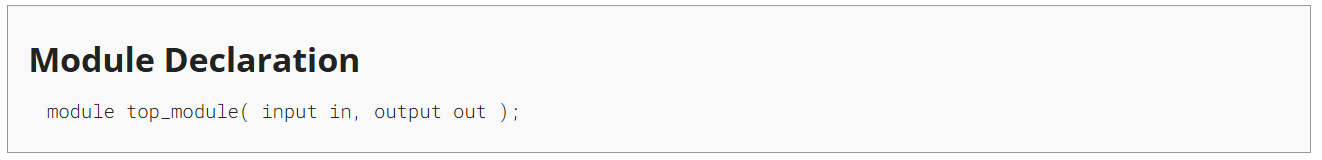 Module Declaration
module top_module( input in, output out );